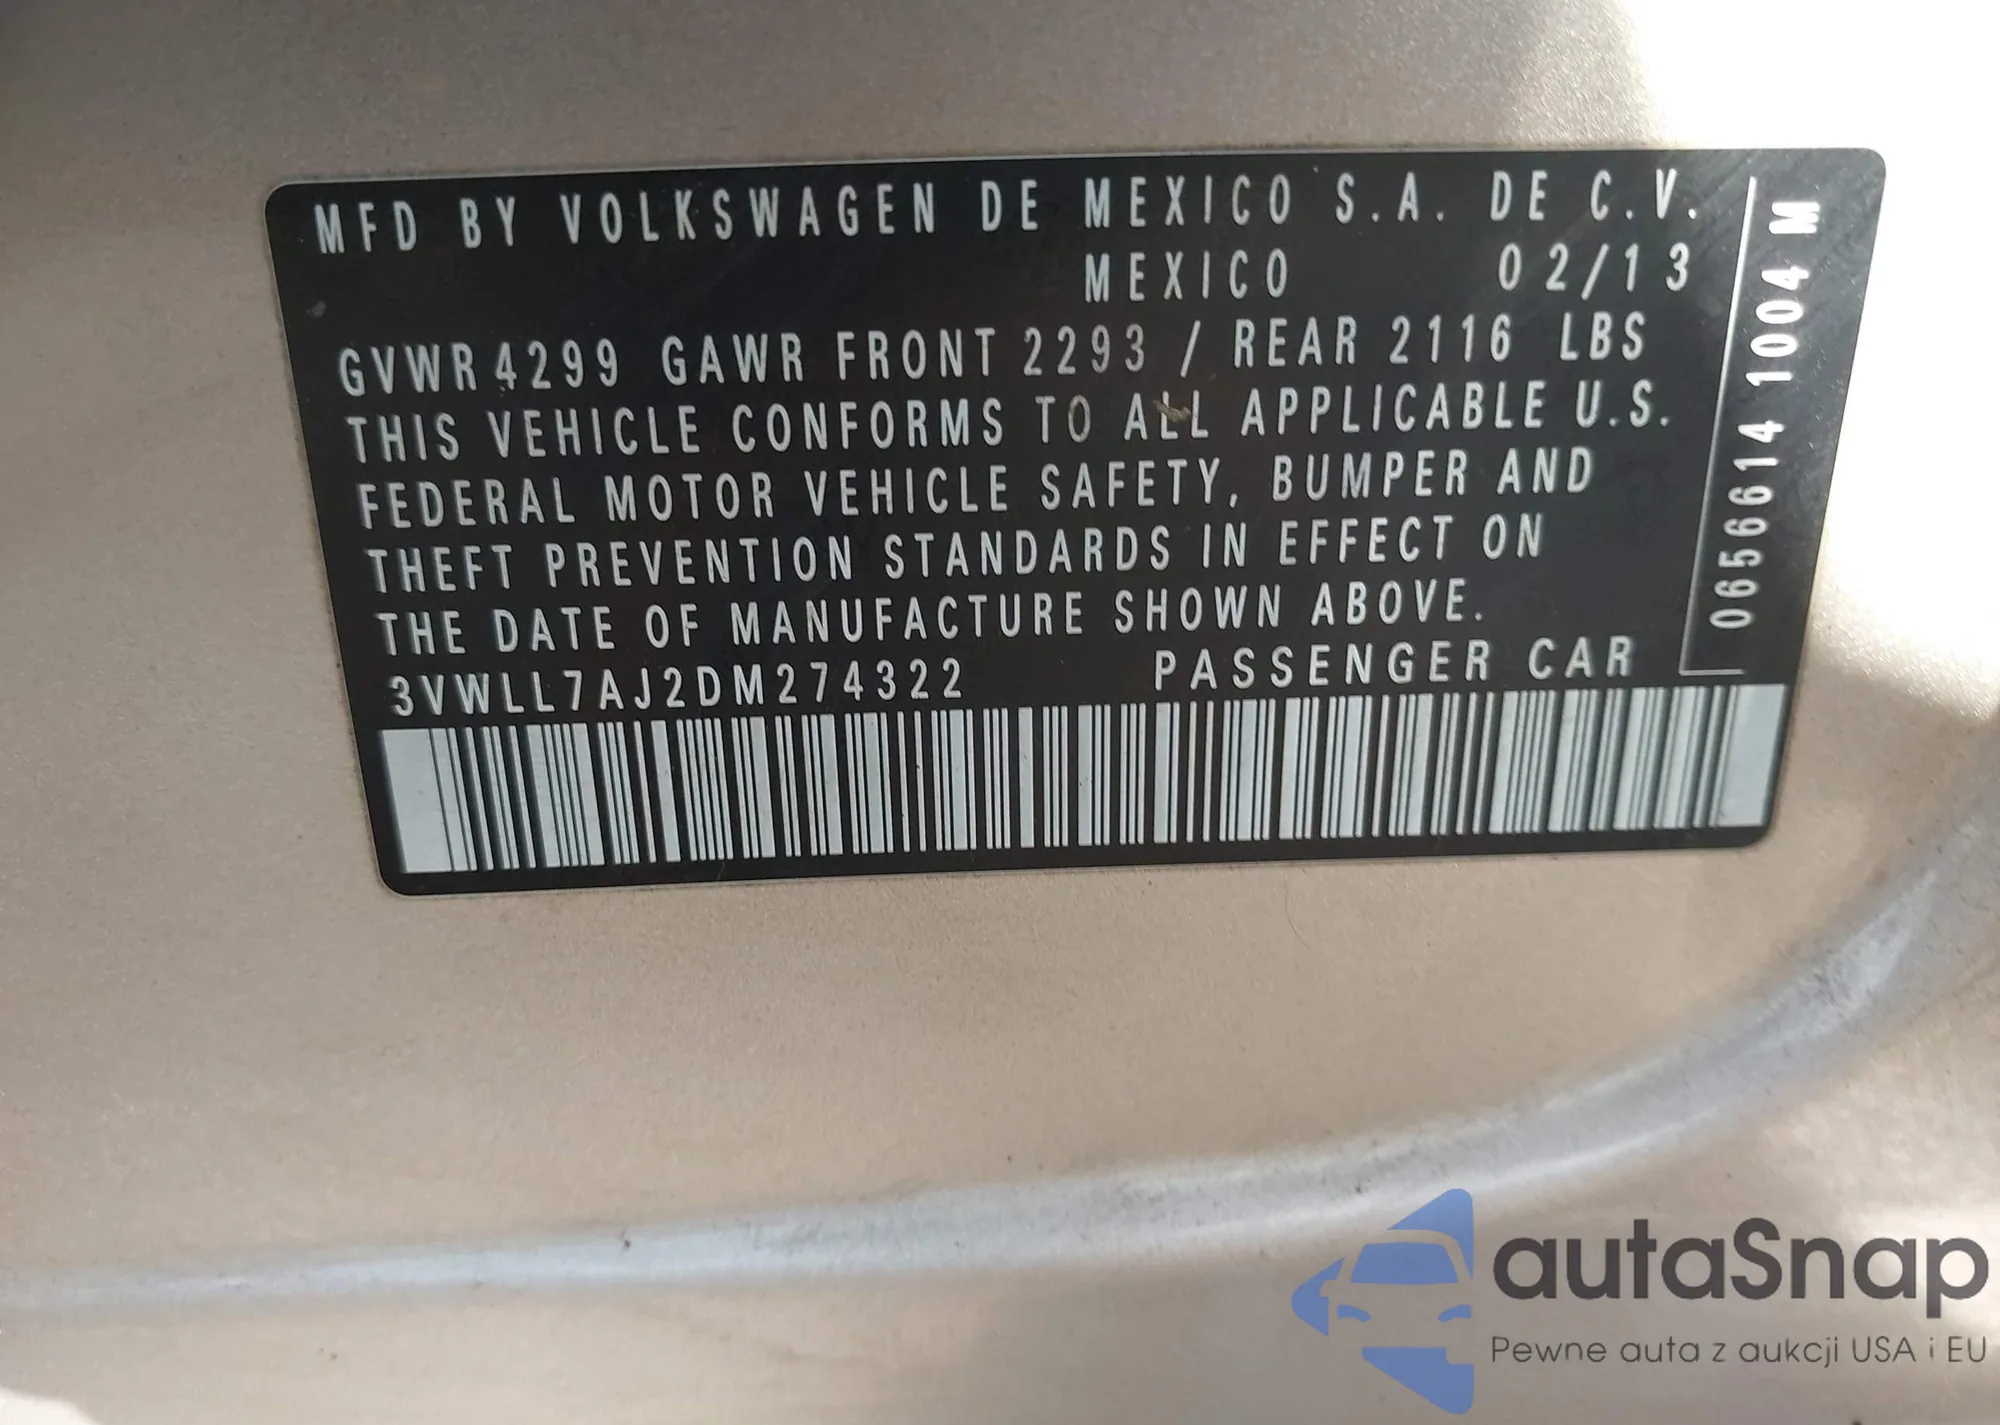 MFD BY VOLKSWAGEN DE MEXICO S.A. DE C.V.
MEXICO 02/13
GVWR 4299 GAWR FRONT 2293 / REAR 2116 LBS
THIS VEHICLE CONFORMS TO ALL APPLICABLE U.S.
FEDERAL MOTOR VEHICLE SAFETY, BUMPER AND
THEFT PREVENTION STANDARDS IN EFFECT ON
THE DATE OF MANUFACTURE SHOWN ABOVE.
3VWLL7AJ2DM274322 PASSENGER CAR
0656614 1004 M
autaSnap
Pewne auta z aukcji USA i EU